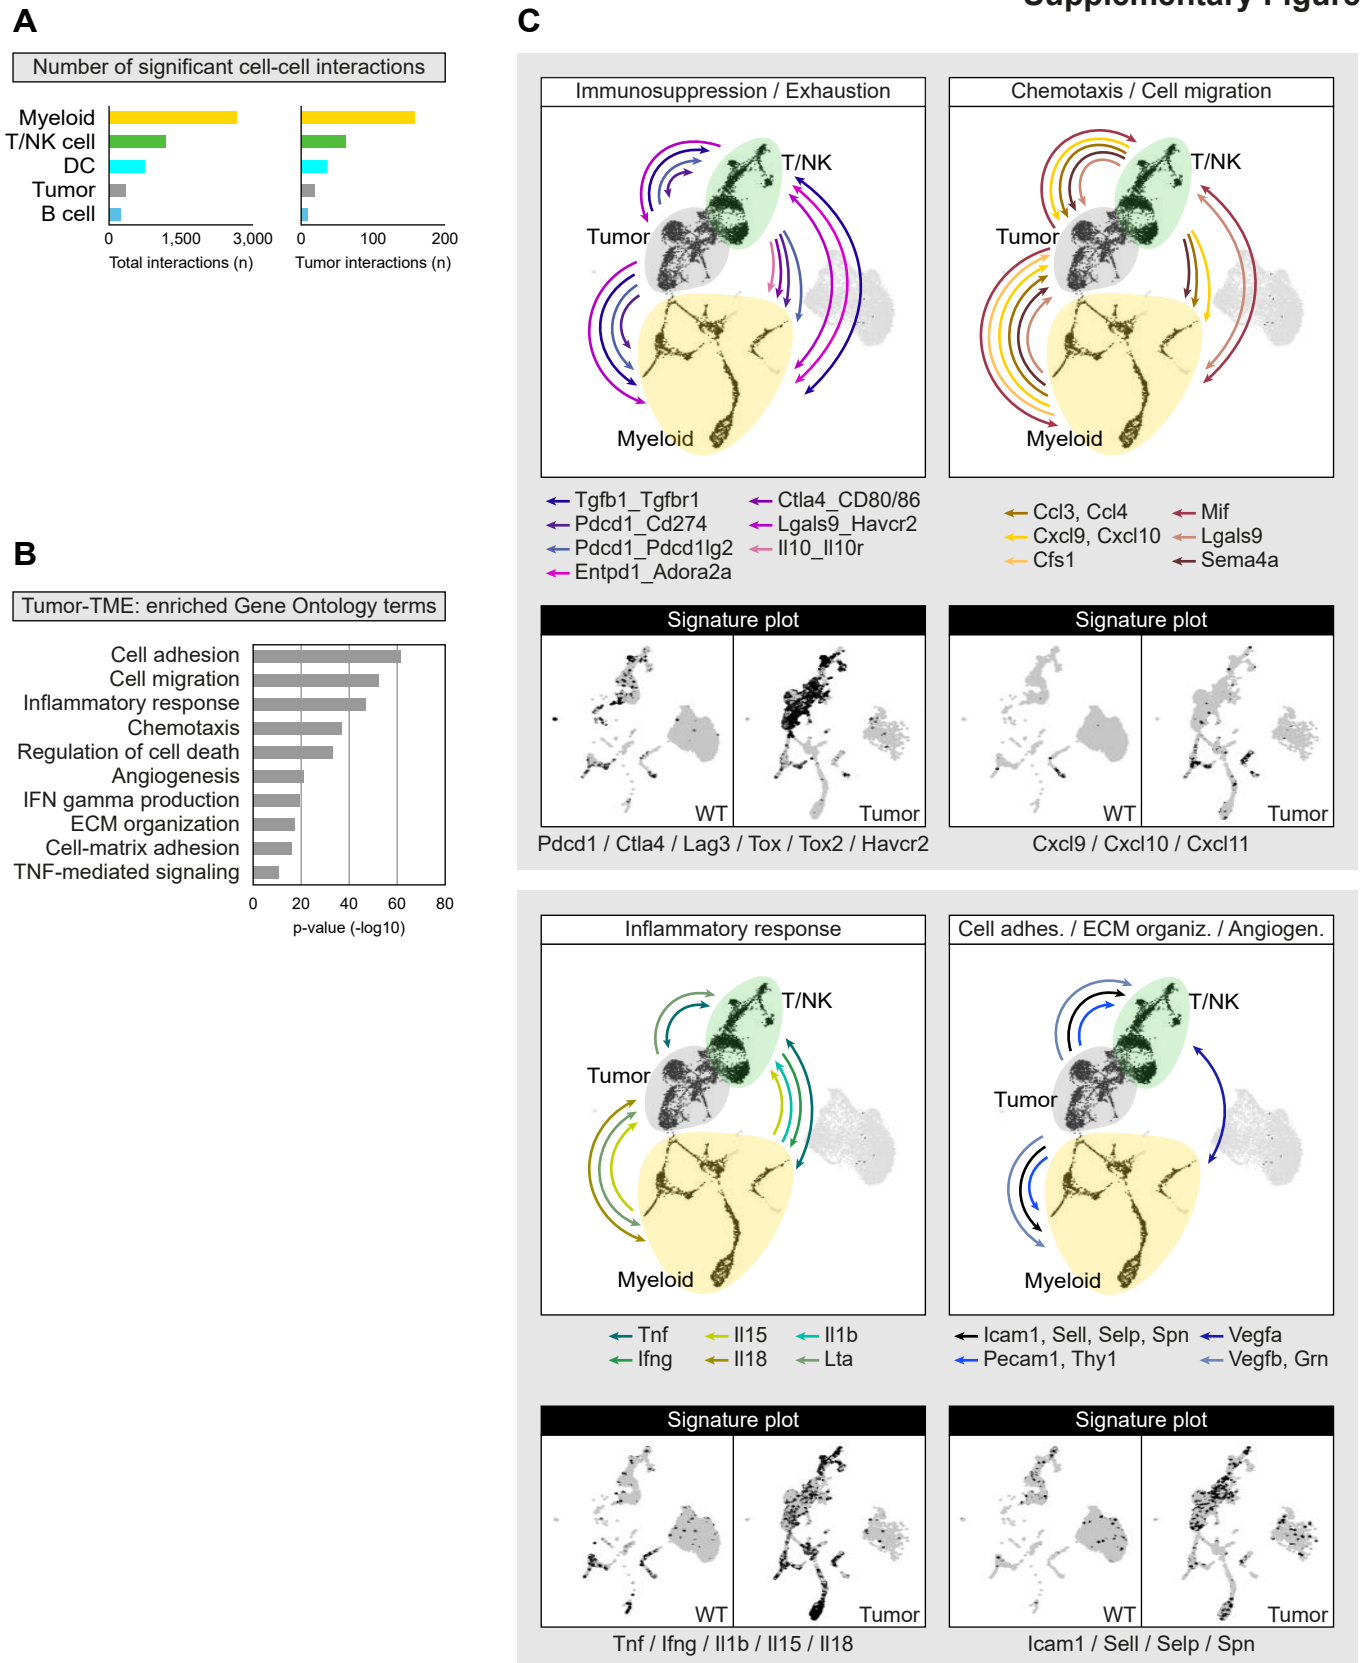 Supplementary Figure
A
Number of significant cell-cell interactions
Myeloid
T/NK cell
DC
Tumor
B cell
0 1,500 3,000
Total interactions (n)
0 100 200
Tumor interactions (n)
B
Tumor-TME: enriched Gene Ontology terms
Cell adhesion
Cell migration
Inflammatory response
Chemotaxis
Regulation of cell death
Angiogenesis
IFN gamma production
ECM organization
Cell-matrix adhesion
TNF-mediated signaling
0 20 40 60 80
p-value (-log10)
C
Immunosuppression / Exhaustion
T/NK
Tumor
Myeloid
Tgfb1_Tgfbr1
Pdcd1_Cd274
Pdcd1_Pdcd1lg2
Entpd1_Adora2a
Ctla4_CD80/86
Lgals9_Havcr2
Il10_Il10r
Chemotaxis / Cell migration
T/NK
Tumor
Myeloid
Ccl3, Ccl4
Cxcl9, Cxcl10
Cfs1
Mif
Lgals9
Sema4a
Signature plot
WT
Tumor
Pdcd1 / Ctla4 / Lag3 / Tox / Tox2 / Havcr2
Signature plot
WT
Tumor
Cxcl9 / Cxcl10 / Cxcl11
Inflammatory response
T/NK
Tumor
Myeloid
Tnf
Ifng
Il15
Il18
Il1b
Lta
Cell adhes. / ECM organiz. / Angiogen.
T/NK
Tumor
Myeloid
Icam1, Sell, Selp, Spn
Pecam1, Thy1
Vegfa
Vegfb, Grn
Signature plot
WT
Tumor
Tnf / Ifng / Il1b / Il15 / Il18
Signature plot
WT
Tumor
Icam1 / Sell / Selp / Spn